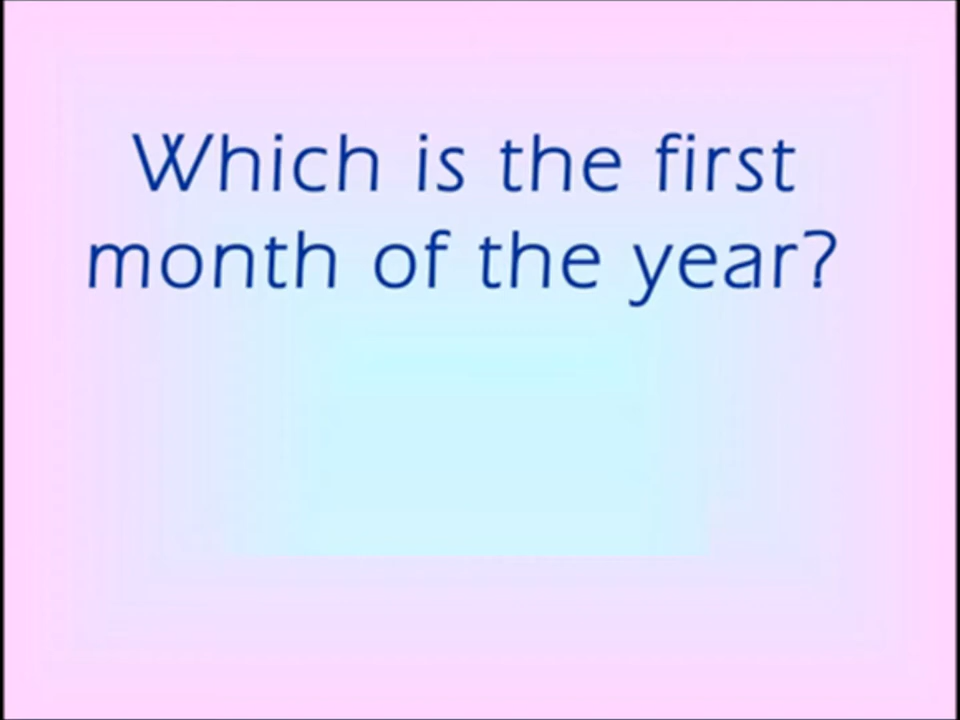 Which is the first
month of the year?